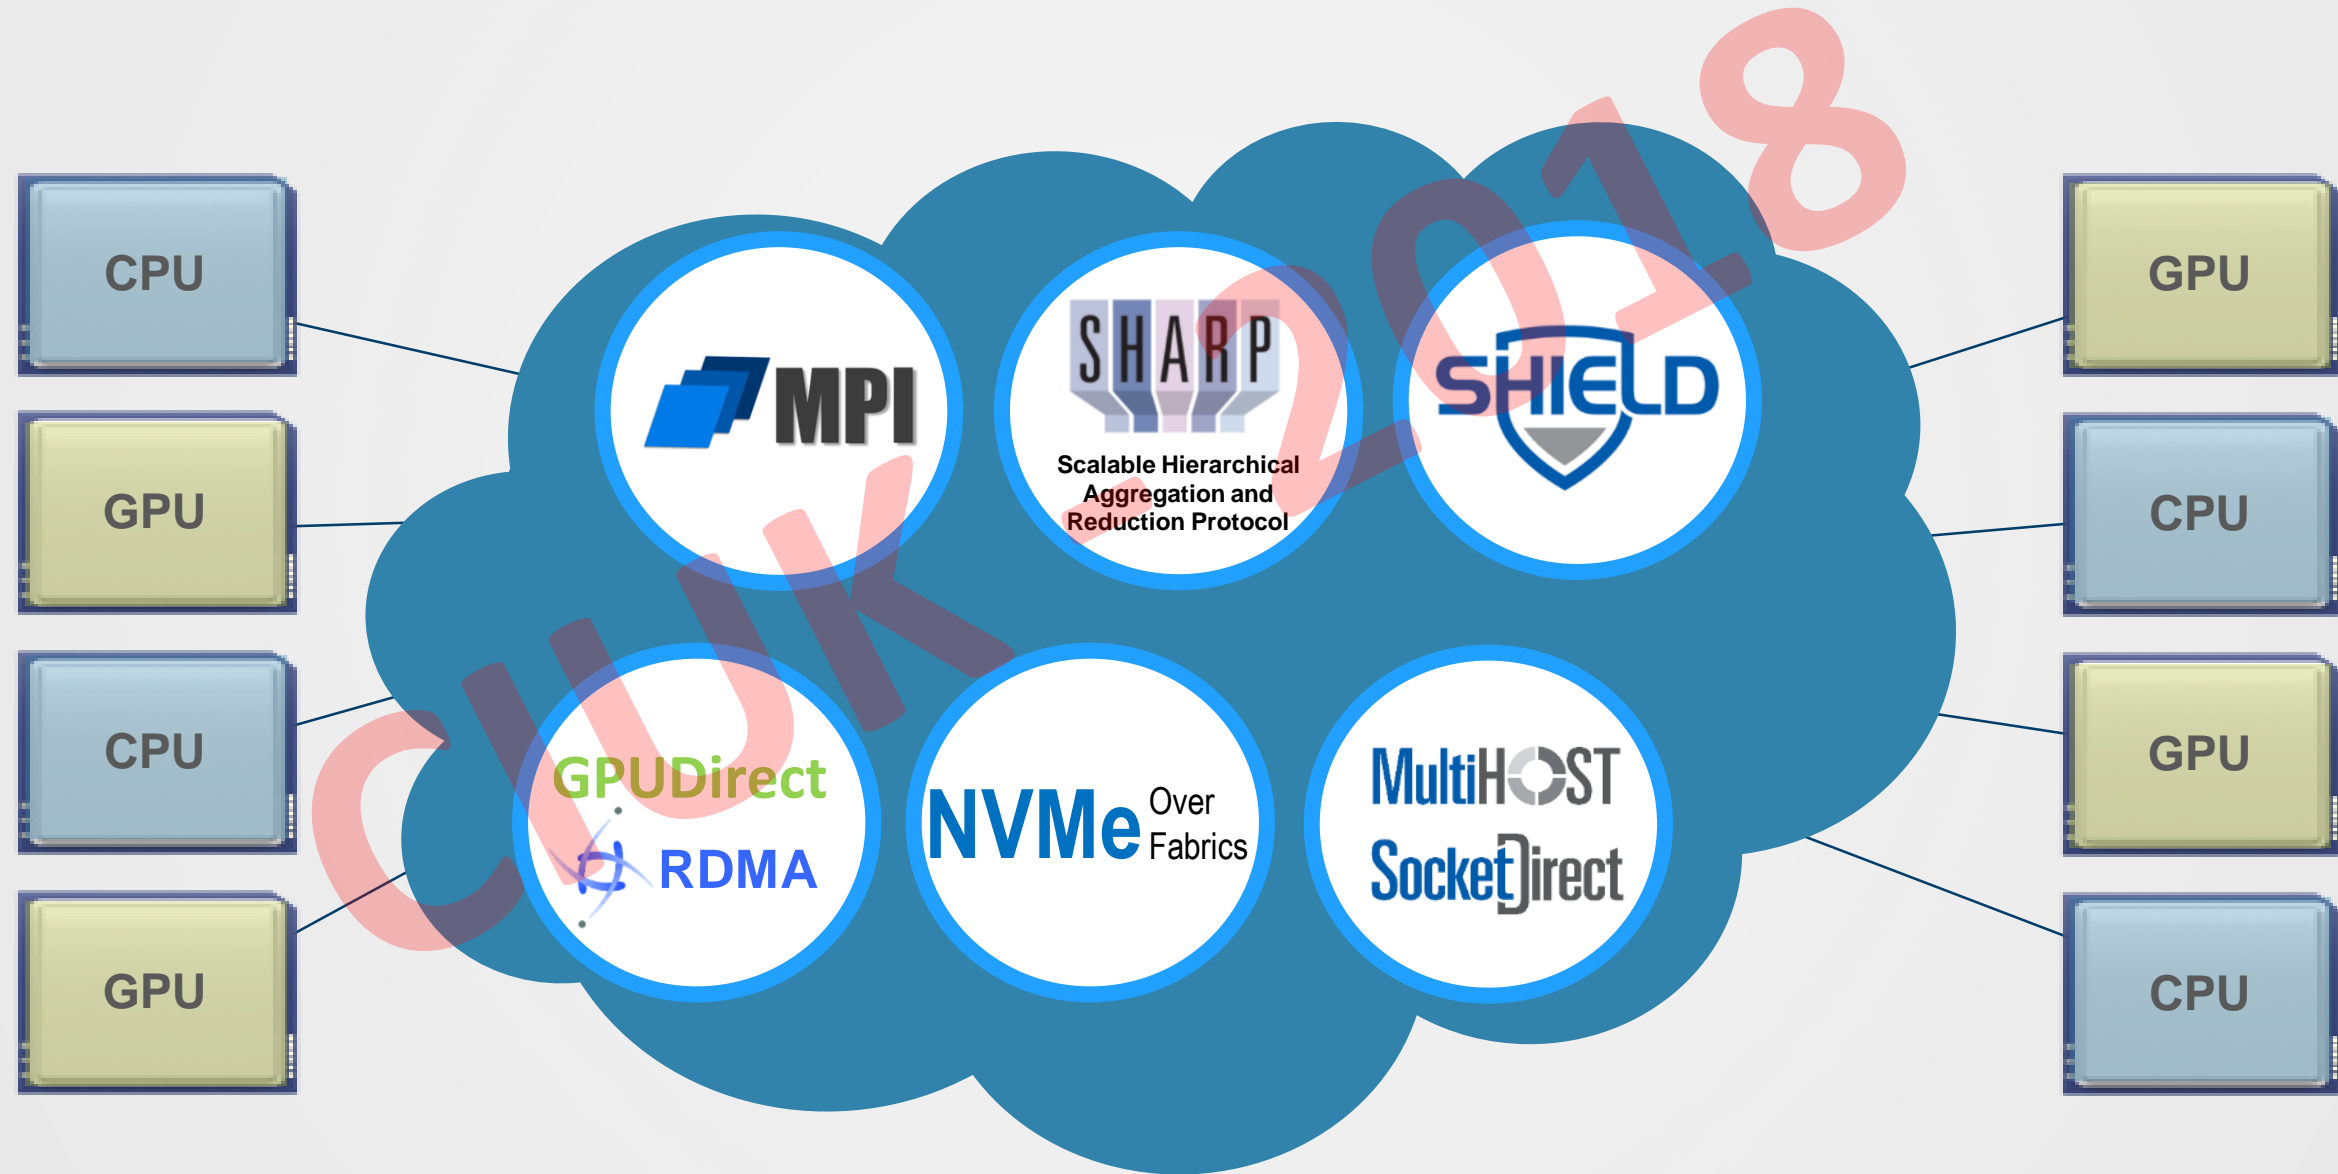 CPU
GPU
CPU
GPU
MPI
SHARP
Scalable Hierarchical
Aggregation and
Reduction Protocol
SHIELD
GPUDirect
RDMA
NVMe Over
Fabrics
MultiHOST
SocketDirect
GPU
CPU
GPU
CPU
CIUK - 2018